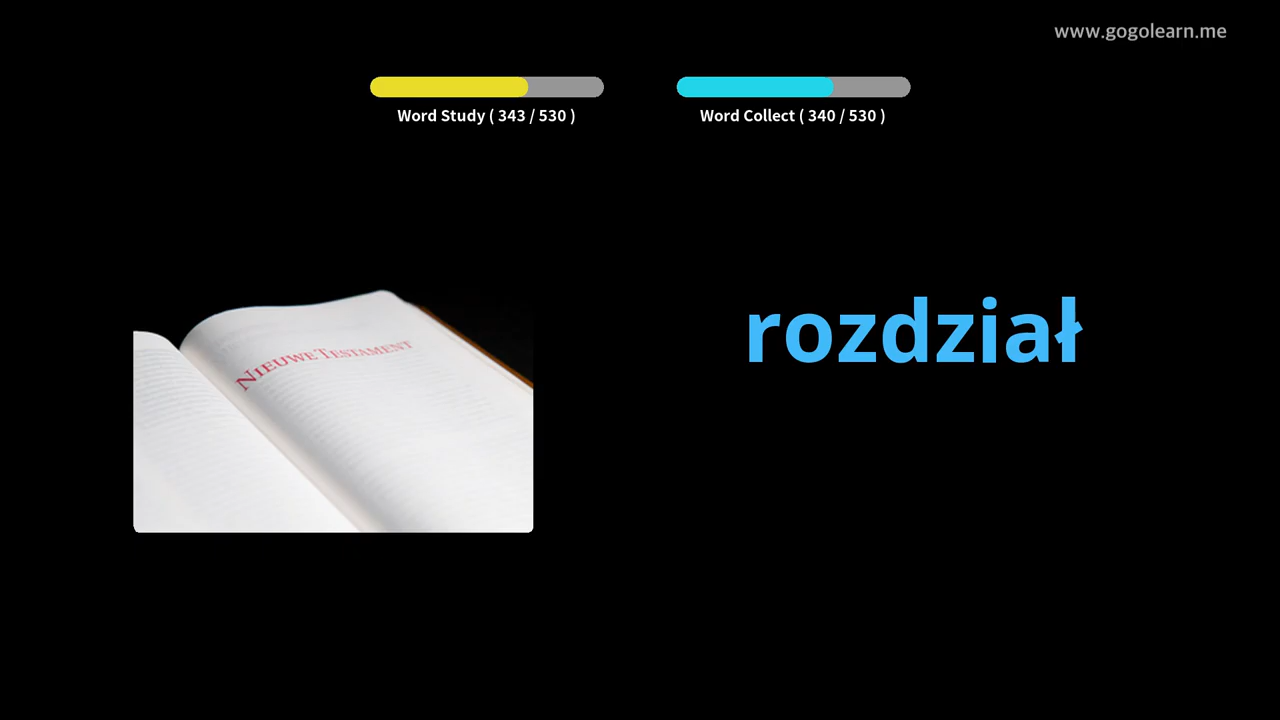 www.gogolearn.me
Word Study ( 343 / 530 )
Word Collect ( 340 / 530 )
NIEUWE TESTAMENT
rozdział